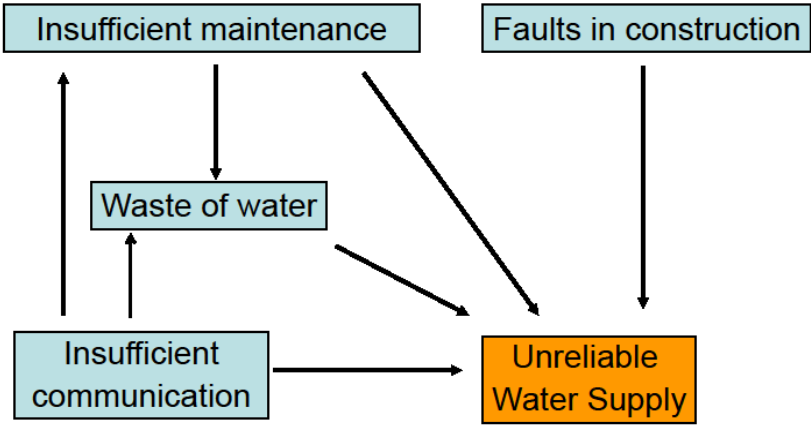 Insufficient maintenance
Faults in construction
Waste of water
Insufficient
communication
Unreliable
Water Supply